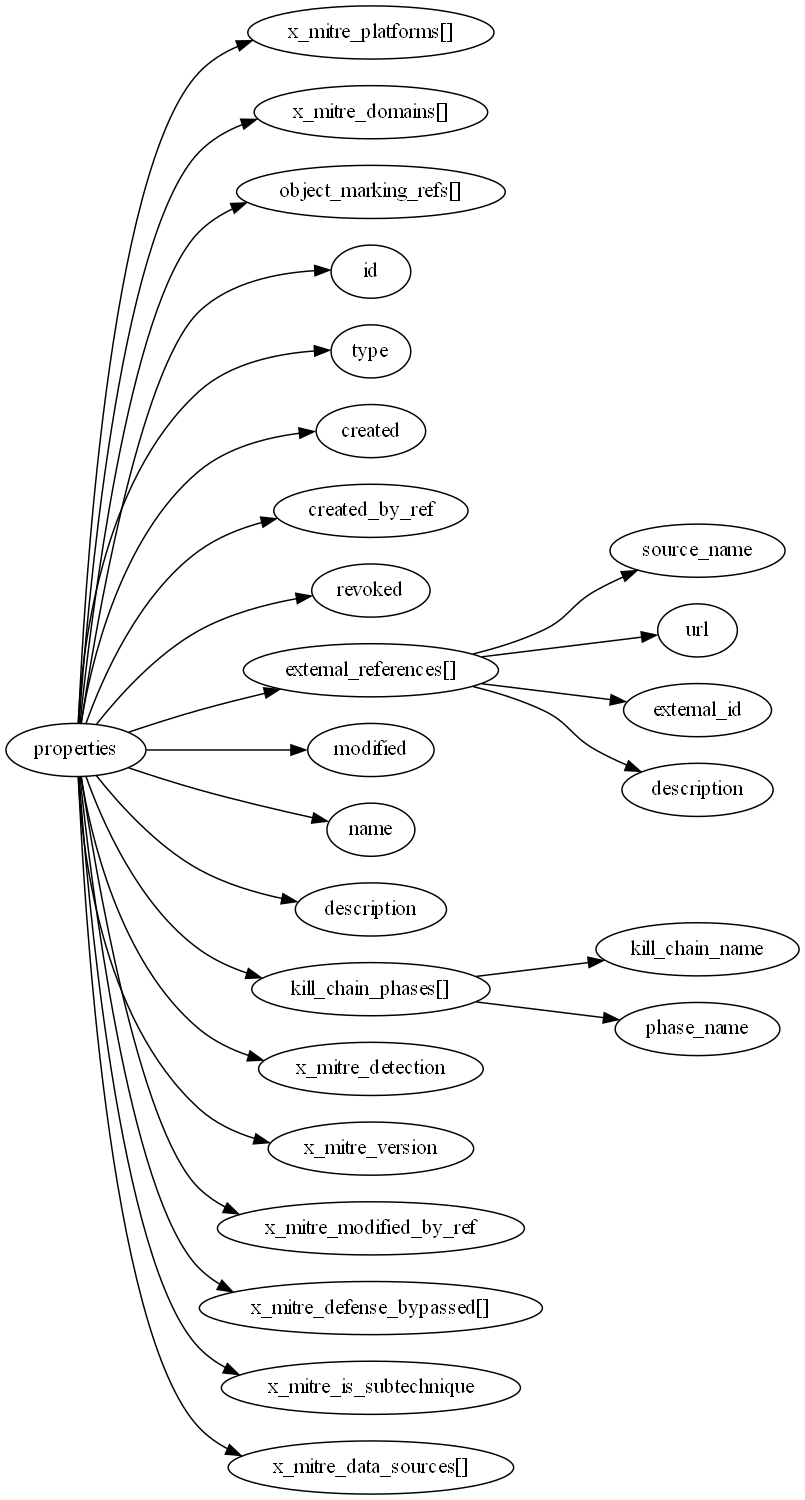 x_mitre_platforms[]
x_mitre_domains[]
object_marking_refs[]
id
type
created
created_by_ref
revoked
external_references[]
source_name
url
external_id
description
properties
modified
name
description
kill_chain_phases[]
kill_chain_name
phase_name
x_mitre_detection
x_mitre_version
x_mitre_modified_by_ref
x_mitre_defense_bypassed[]
x_mitre_is_subtechnique
x_mitre_data_sources[]